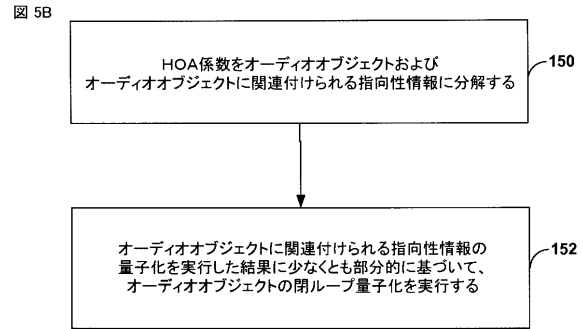 図 5B
HOA係数をオーディオオブジェクトおよび
オーディオオブジェクトに関連付けられる指向性情報に分解する
150
オーディオオブジェクトに関連付けられる指向性情報の
量子化を実行した結果に少なくとも部分的に基づいて、
オーディオオブジェクトの閉ループ量子化を実行する
152